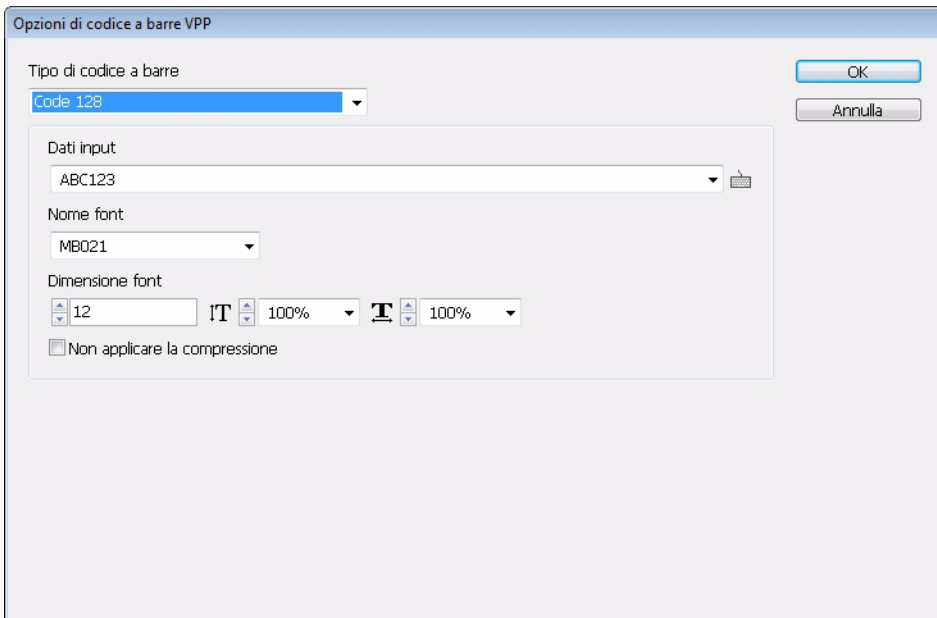 Opzioni di codice a barre VPP
Tipo di codice a barre
OK
Code 128
Annulla
Dati input
ABC123
Nome font
MB021
Dimensione font
12 T 100% T 100%
Non applicare la compressione